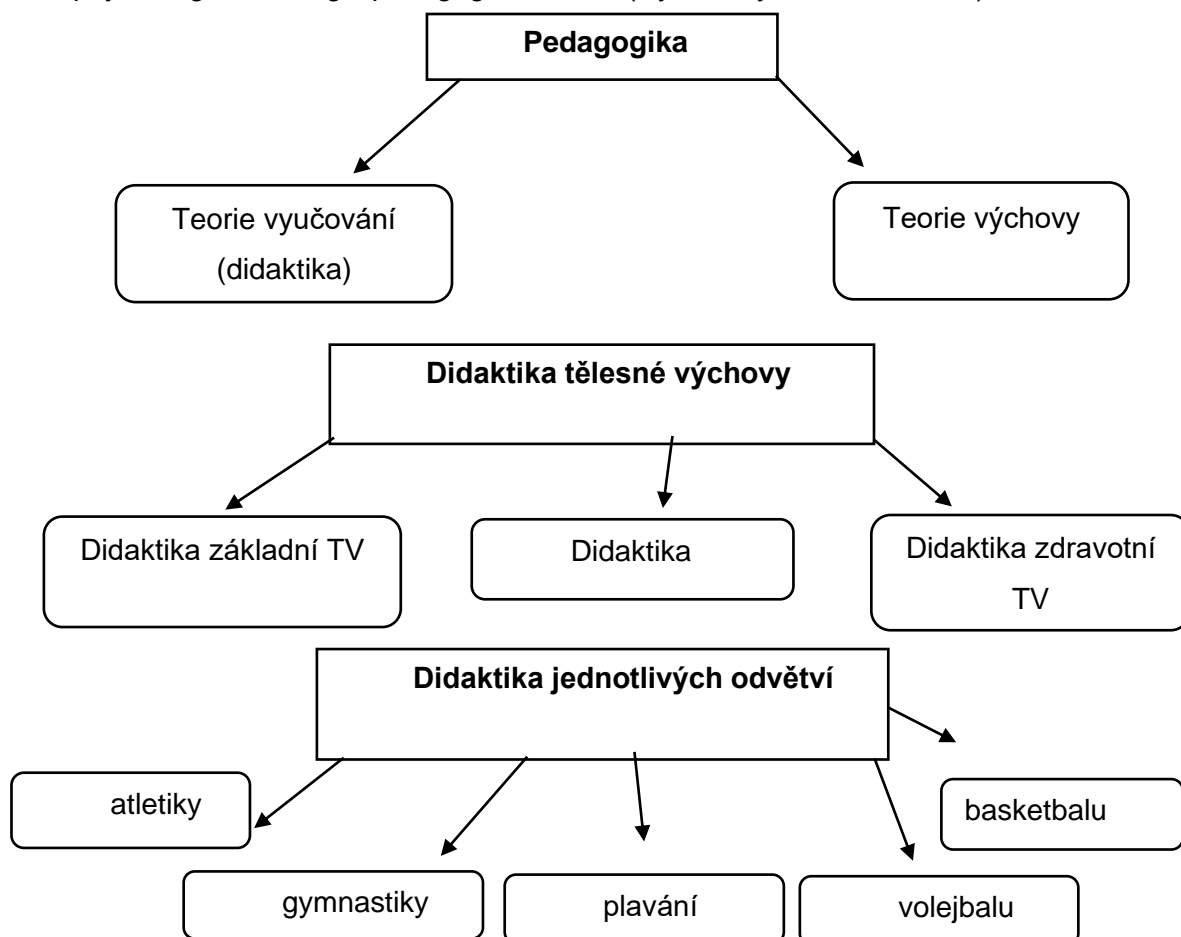 Pedagogika
Teorie vyučování
(didaktika)
Teorie výchovy
Didaktika tělesné výchovy
Didaktika základní TV
Didaktika
Didaktika zdravotní
TV
Didaktika jednotlivých odvětví
atletiky
basketbalu
gymnastiky
plavání
volejbalu